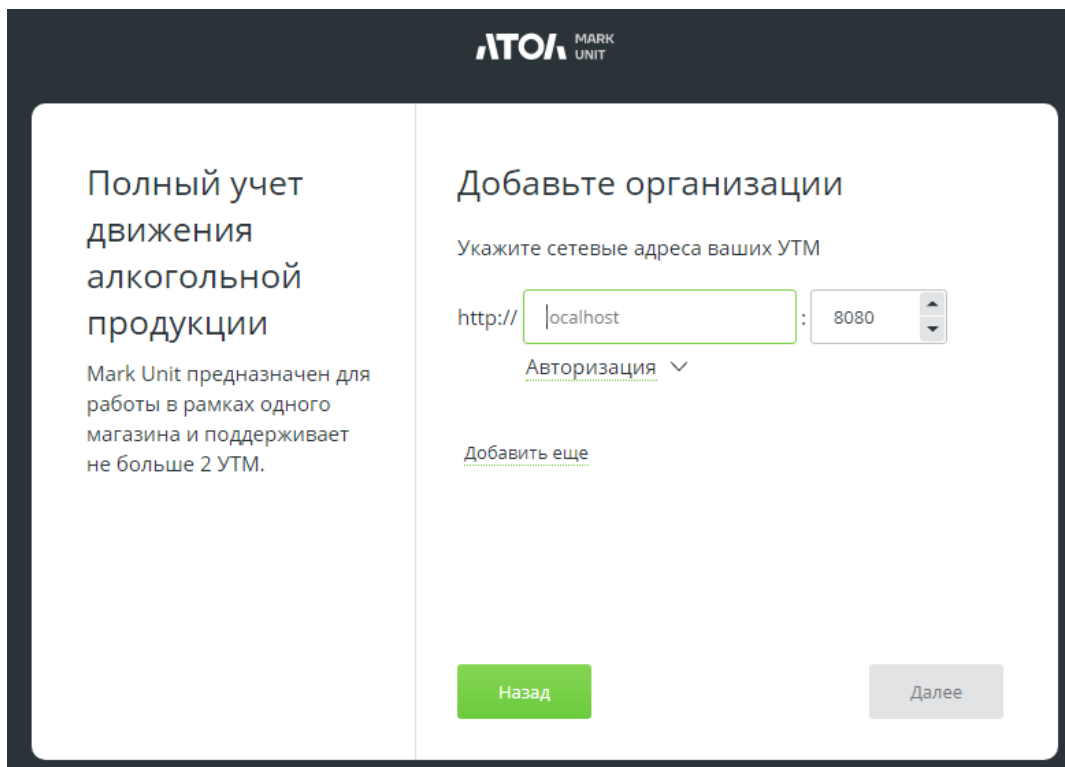 АТОЛ MARK
UNIT
Полный учет
движения
алкогольной
продукции
Mark Unit предназначен для
работы в рамках одного
магазина и поддерживает
не больше 2 УТМ.
Добавьте организации
Укажите сетевые адреса ваших УТМ
http:// localhost : 8080
Авторизация
Добавить еще
Назад Далее